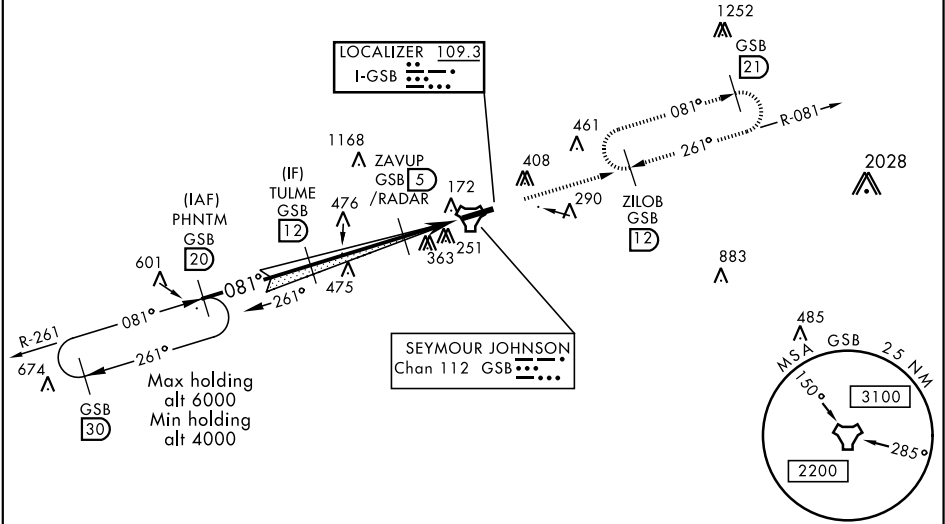 1252
GSB
21
LOCALIZER 109.3
I-GSB
081°
R-081
261°
461
1168
ZAVUP
GSB 5
/RADAR
408
2028
(IF)
TULME
GSB
12
476
172
290
ZILOB
GSB
12
(IAF)
PHNTM
GSB
20
251
363
883
601
081°
261°
475
R-261
081°
261°
674
GSB
30
Max holding
alt 6000
Min holding
alt 4000
SEYMOUR JOHNSON
Chan 112 GSB
485
MSA GSB 25 NM
150°
3100
285°
2200